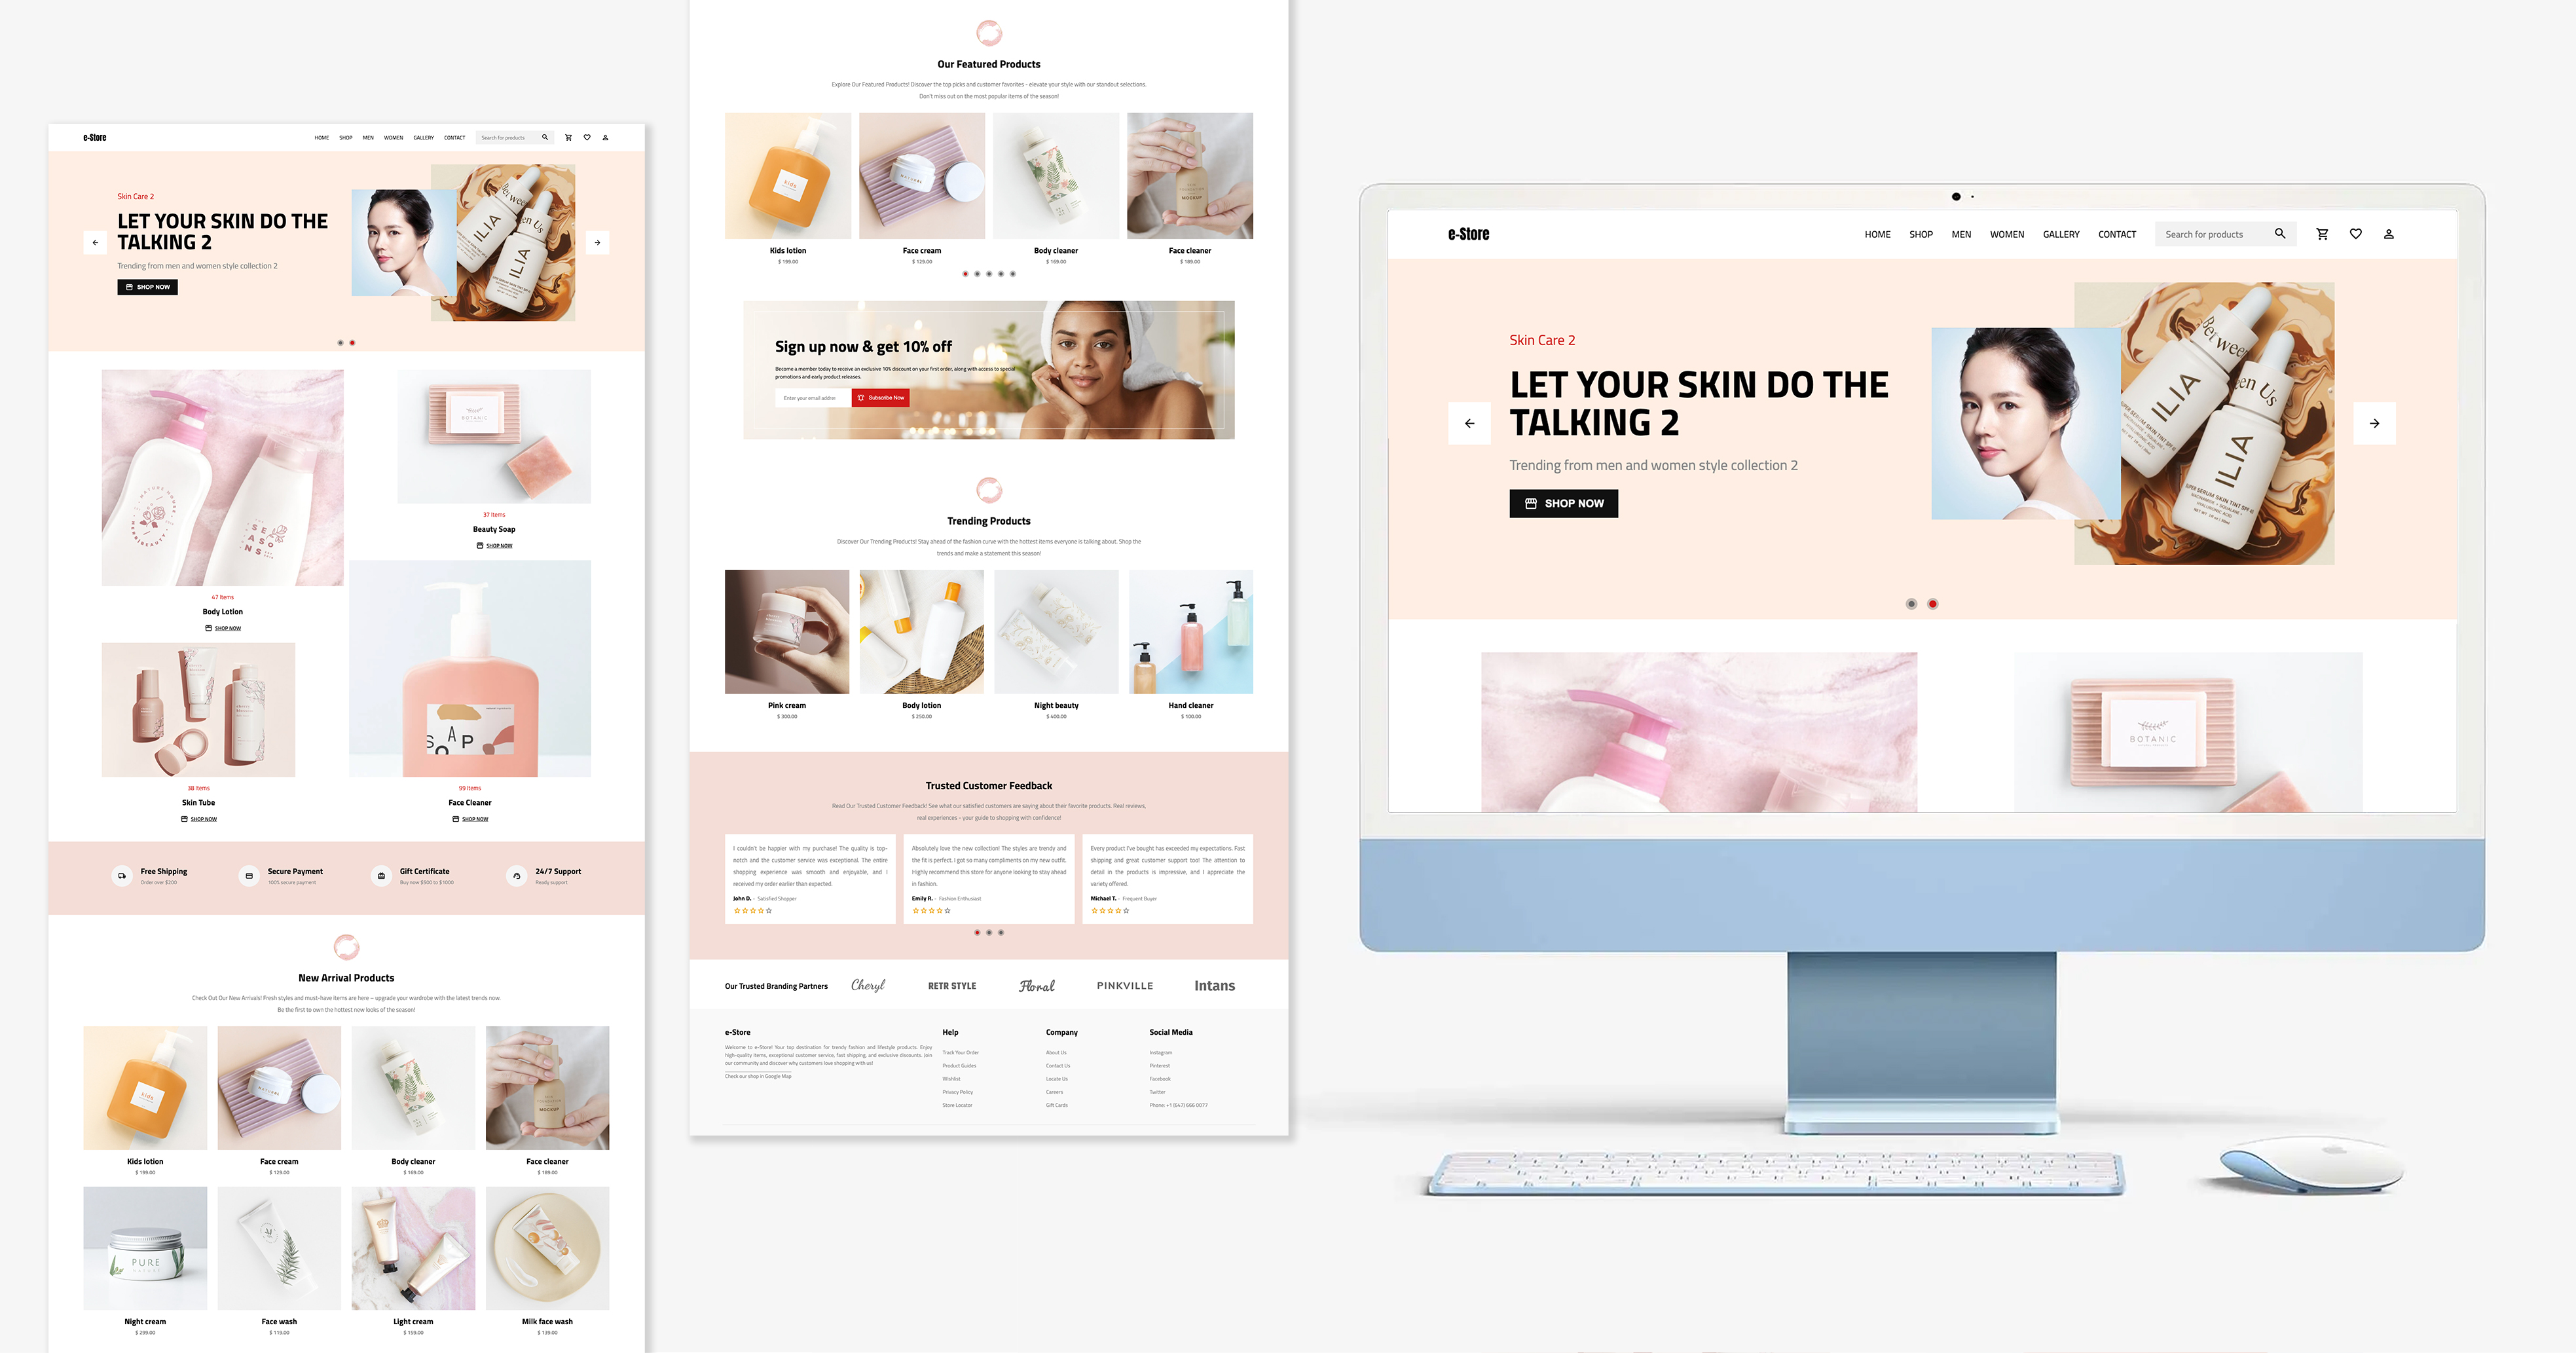 e-Store
HOME SHOP MEN WOMEN GALLERY CONTACT Search for products
Skin Care 2
LET YOUR SKIN DO THE
TALKING 2
Trending from men and women style collection 2
SHOP NOW
ILIA
ILIA
BOTANIC
37 Items
Beauty Soap
SHOP NOW
SEASONS
47 Items
Body Lotion
SHOP NOW
SOAP
38 Items
Skin Tube
SHOP NOW
99 Items
Face Cleaner
SHOP NOW
Free Shipping
Order over $200
Secure Payment
100% secure payment
Gift Certificate
Buy now $500 to $1000
24/7 Support
Ready support
New Arrival Products
Check Out Our New Arrivals! Fresh styles and must-have items are here – upgrade your wardrobe with the latest trends now.
Be the first to own the hottest new looks of the season!
kids
MOCKUP
Kids lotion
$ 199.00
Face cream
$ 129.00
Body cleaner
$ 169.00
Face cleaner
$ 189.00
PURE
Night cream
$ 299.00
Face wash
$ 119.00
Light cream
$ 159.00
Milk face wash
$ 139.00
Our Featured Products
Explore Our Featured Products! Discover the top picks and customer favorites - elevate your style with our standout selections.
Don't miss out on the most popular items of the season!
kids
MOCKUP
Kids lotion
$ 199.00
Face cream
$ 129.00
Body cleaner
$ 169.00
Face cleaner
$ 189.00
Sign up now & get 10% off
Become a member today to receive an exclusive 10% discount on your first order, along with access to special
promotions and early product releases.
Enter your email addre
Subscribe Now
Trending Products
Discover Our Trending Products! Stay ahead of the fashion curve with the hottest items everyone is talking about. Shop the
trends and make a statement this season!
Pink cream
$ 300.00
Body lotion
$ 250.00
Night beauty
$ 400.00
Hand cleaner
$ 100.00
Trusted Customer Feedback
Read Our Trusted Customer Feedback! See what our satisfied customers are saying about their favorite products. Real reviews,
real experiences – your guide to shopping with confidence!
I couldn't be happier with my purchase! The quality is top-
notch and the customer service was exceptional. The entire
shopping experience was smooth and enjoyable, and I
received my order earlier than expected.
John D. - Satisfied Shopper
Absolutely love the new collection! The styles are trendy and
the fit is perfect. I got so many compliments on my new outfit.
Highly recommend this store for anyone looking to stay ahead
in fashion.
Emily R. - Fashion Enthusiast
Every product I've bought has exceeded my expectations. Fast
shipping and great customer support too! The attention to
detail in the products is impressive, and I appreciate the
variety offered.
Michael T. - Frequent Buyer
Our Trusted Branding Partners
Cheryl
RETR STYLE
Floral
PINKVILLE
Intans
e-Store
Welcome to e-Store! Your top destination for trendy fashion and lifestyle products. Enjoy
high-quality items, exceptional customer service, fast shipping, and exclusive discounts. Join
our community and discover why customers love shopping with us!
Check our shop in Google Map
Help
Track Your Order
Product Guides
Wishlist
Privacy Policy
Store Locator
Company
About Us
Contact Us
Locate Us
Careers
Gift Cards
Social Media
Instagram
Pinterest
Facebook
Twitter
Phone: +1 (647) 666 0077
e-Store
HOME SHOP MEN WOMEN GALLERY CONTACT Search for products
Skin Care 2
LET YOUR SKIN DO THE
TALKING 2
Trending from men and women style collection 2
SHOP NOW
Between
ILIA
een Us
ILIA
SUPER SERUM SKIN TINT SPF 40
BOTANIC